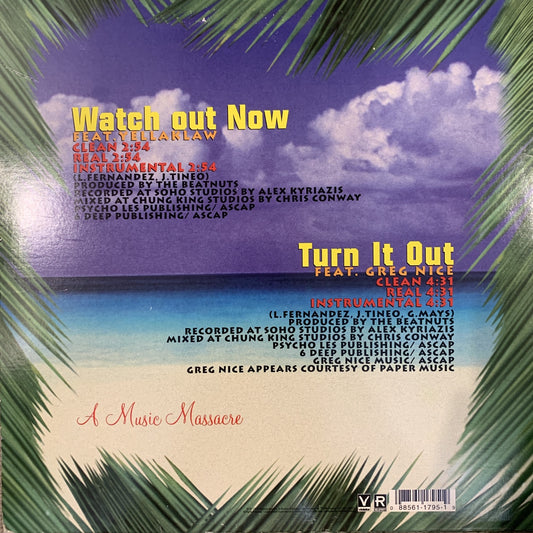 Watch out Now
FEAT. YELLAKLAW
CLEAN 2:54
REAL 2:54
INSTRUMENTAL 2:54
(L.FERNANDEZ, J.TINEO)
PRODUCED BY THE BEATNUTS
RECORDED AT SOHO STUDIOS BY ALEX KYRIAZIS
MIXED AT CHUNG KING STUDIOS BY CHRIS CONWAY
PSYCHO LES PUBLISHING/ ASCAP
6 DEEP PUBLISHING/ ASCAP
Turn It Out
FEAT. GREG NICE
CLEAN 4:31
REAL 4:31
INSTRUMENTAL 4:31
(L.FERNANDEZ, J.TINEO, G.MAYS)
PRODUCED BY THE BEATNUTS
RECORDED AT SOHO STUDIOS BY ALEX KYRIAZIS
MIXED AT CHUNG KING STUDIOS BY CHRIS CONWAY
PSYCHO LES PUBLISHING/ ASCAP
6 DEEP PUBLISHING/ ASCAP
GREG NICE MUSIC/ ASCAP
GREG NICE APPEARS COURTESY OF PAPER MUSIC
A Music Massacre
V R
0 88561-1795-1 9